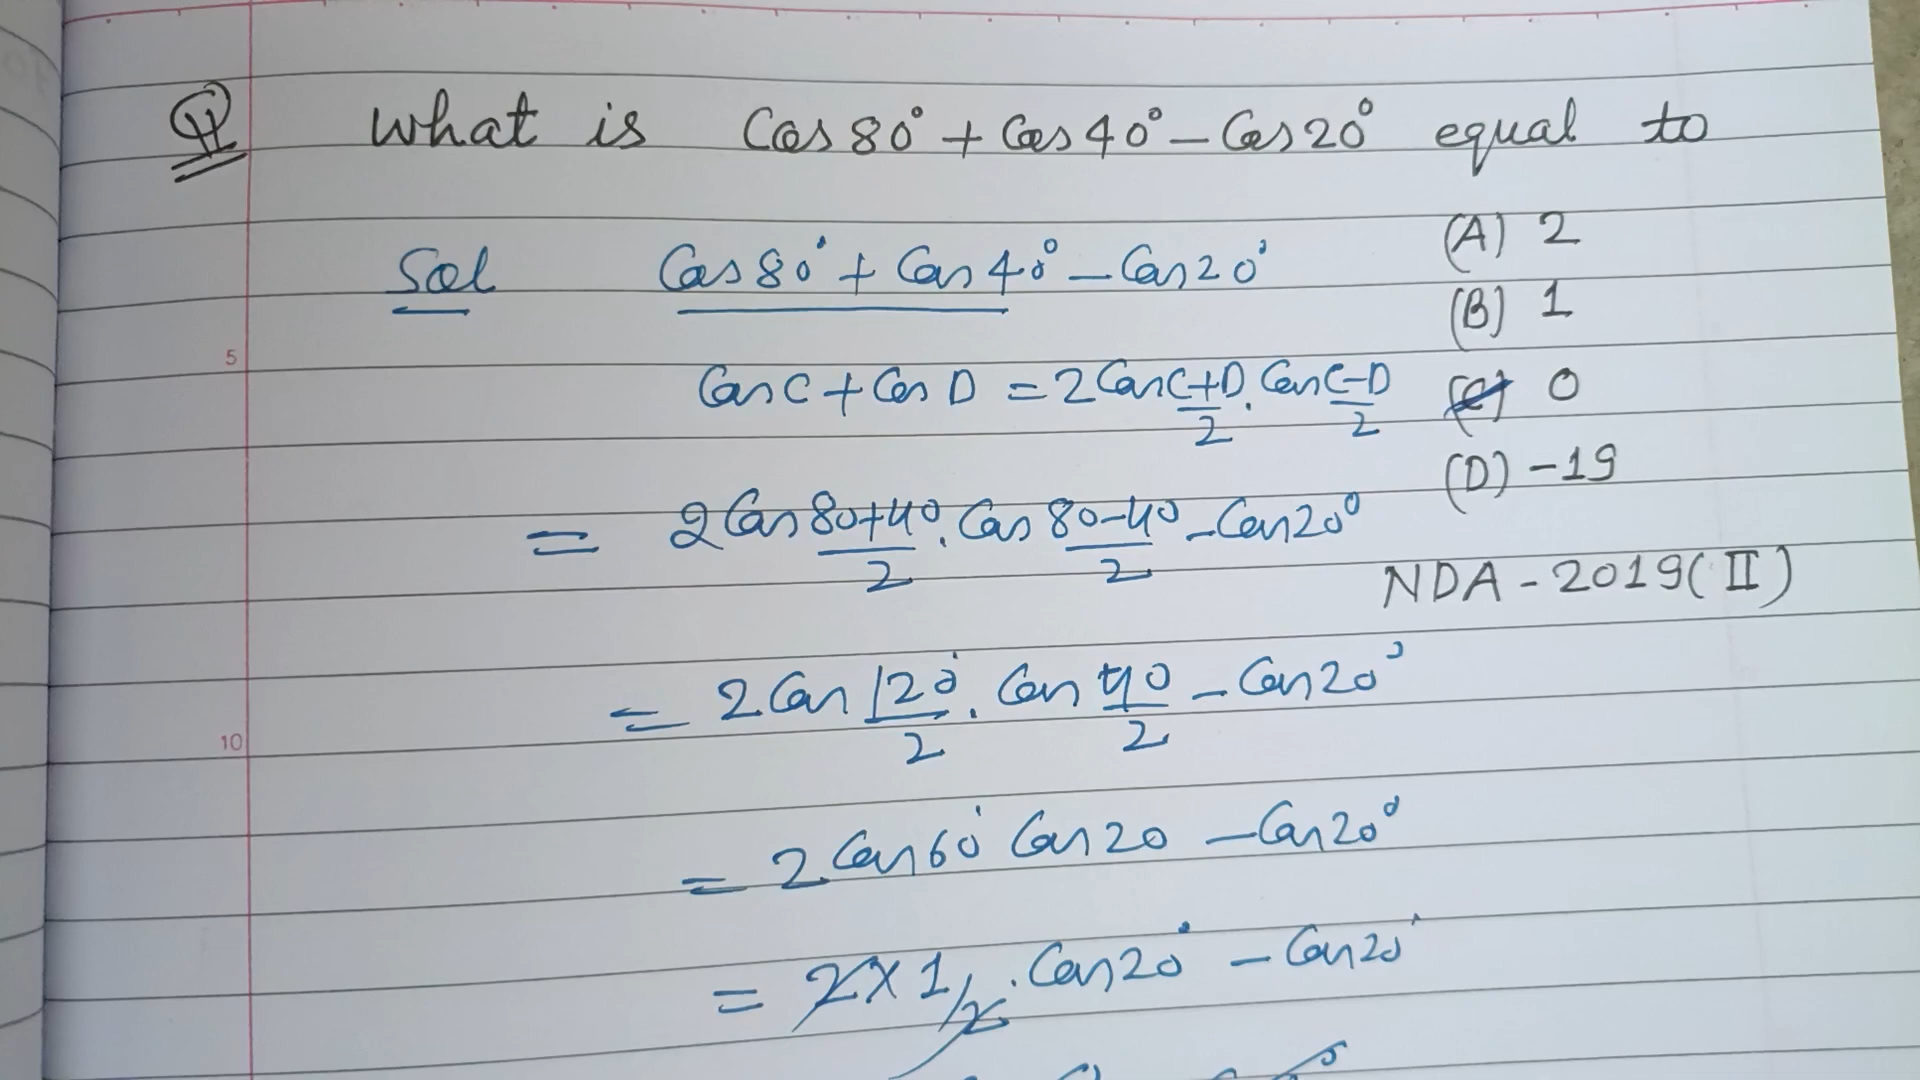 Q What is Cos 80° + Cos 40° - Cos 20° equal to
(A) 2
Sol Cos 80° + Cos 40° - Cos 20°
(B) 1
5
Cos C + Cos D = 2 Cos C+D/2 . Cos C-D/2
(C) 0
(D) -19
= 2 Cos 80+40/2 . Cos 80-40/2 - Cos 20°
NDA - 2019 (II)
= 2 Cos 120°/2 . Cos 40/2 - Cos 20°
10
= 2 Cos 60° Cos 20 - Cos 20°
= 2 x 1/2 . Cos 20° - Cos 20°